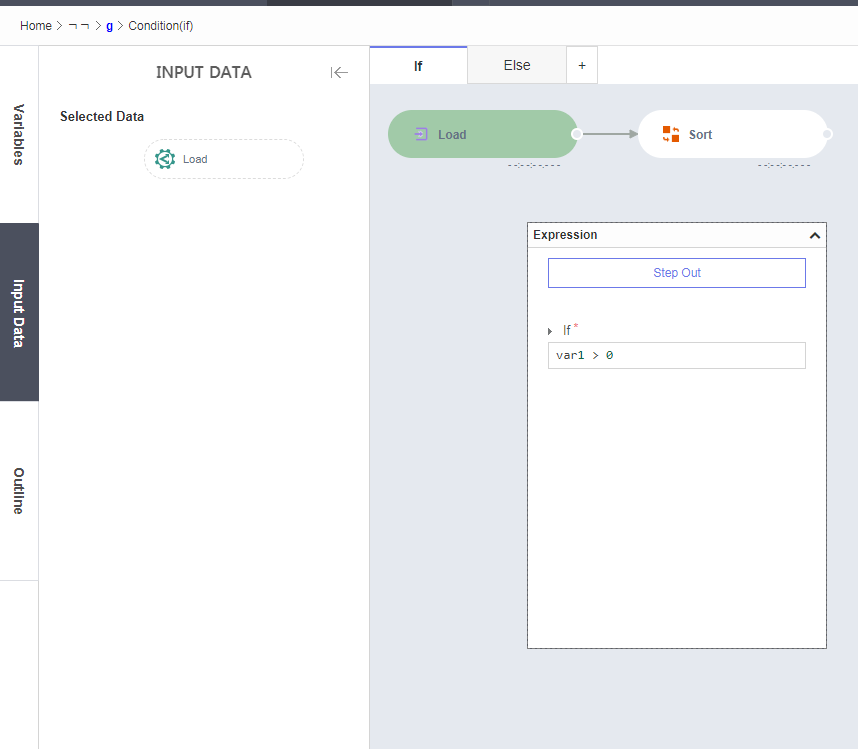 Home > ㄱㄱ > g > Condition(if)
Variables
Input Data
Outline
INPUT DATA
Selected Data
Load
If
Else
+
Load
Sort
--:--:--.---
--:--:--.---
Expression
Step Out
If *
var1 > 0